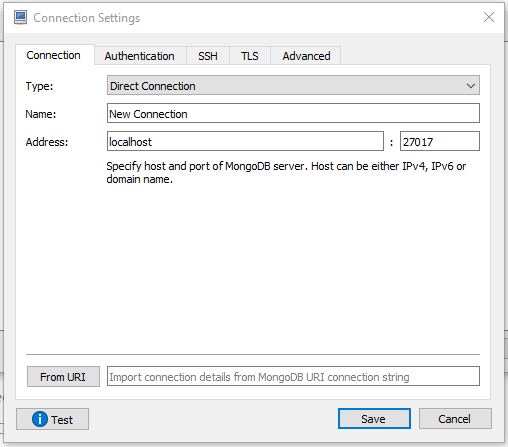 Connection Settings
Connection Authentication SSH TLS Advanced
Type: Direct Connection
Name: New Connection
Address: localhost : 27017
Specify host and port of MongoDB server. Host can be either IPv4, IPv6 or
domain name.
From URI Import connection details from MongoDB URI connection string
Test Save Cancel